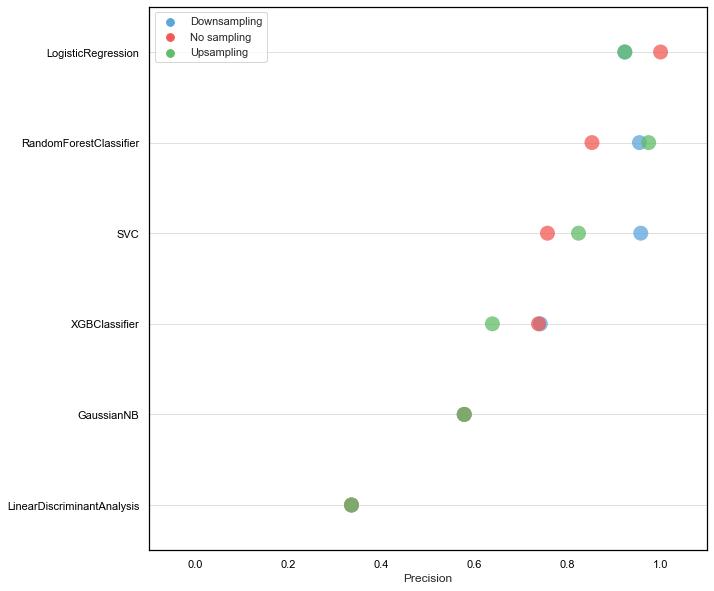 Downsampling
No sampling
Upsampling
LogisticRegression
RandomForestClassifier
SVC
XGBClassifier
GaussianNB
LinearDiscriminantAnalysis
0.0 0.2 0.4 0.6 0.8 1.0
Precision